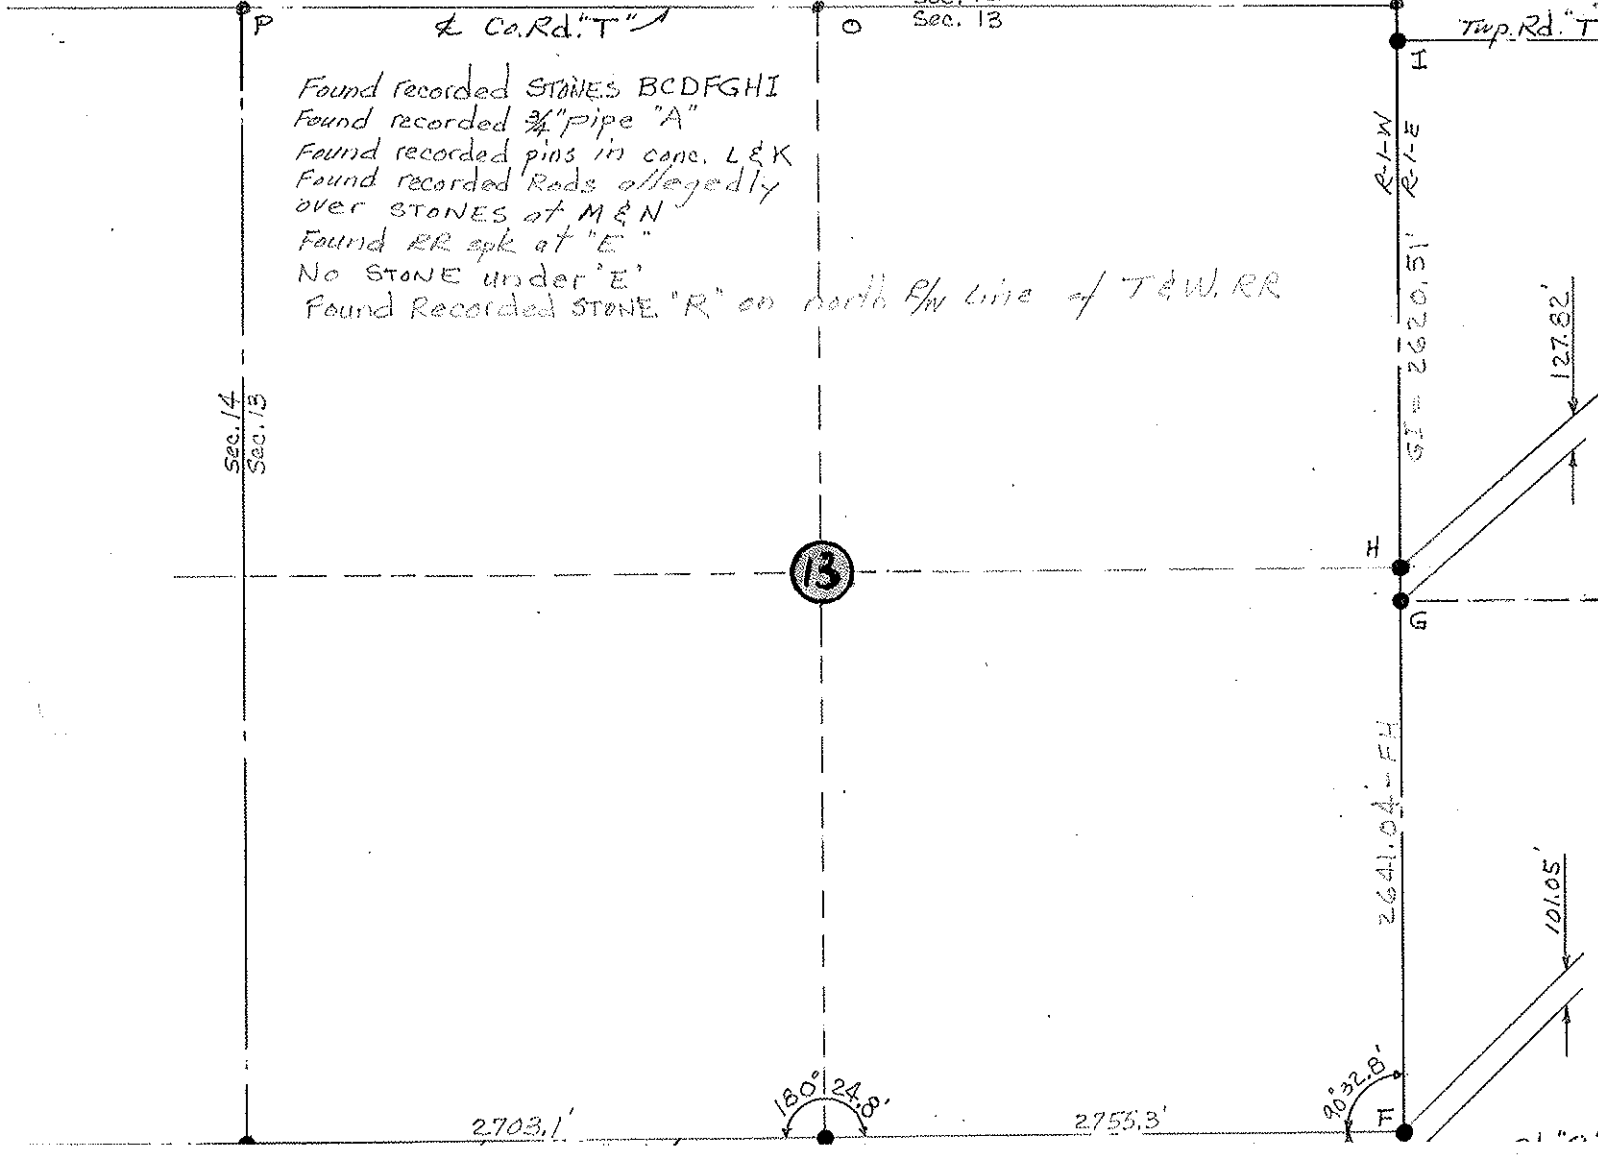 P
℄ Co. Rd. "T"
O
Sec. 13
Twp. Rd. "T"
I
Found recorded STONES BCDFGHI
Found recorded 3/4" pipe "A"
Found recorded pins in conc. L & K
Found recorded Rods allegedly
over STONES at M & N
Found RR spk at "E"
No STONE under "E"
Found Recorded STONE "R" on north R/W Line of T & W. RR
R-1-W
R-1-E
GI = 2620.51'
127.82'
Sec. 14
Sec. 13
13
H
G
2641.04' - FH
101.05'
2703.1'
180° 24.8'
2755.3'
90° 32.8'
F